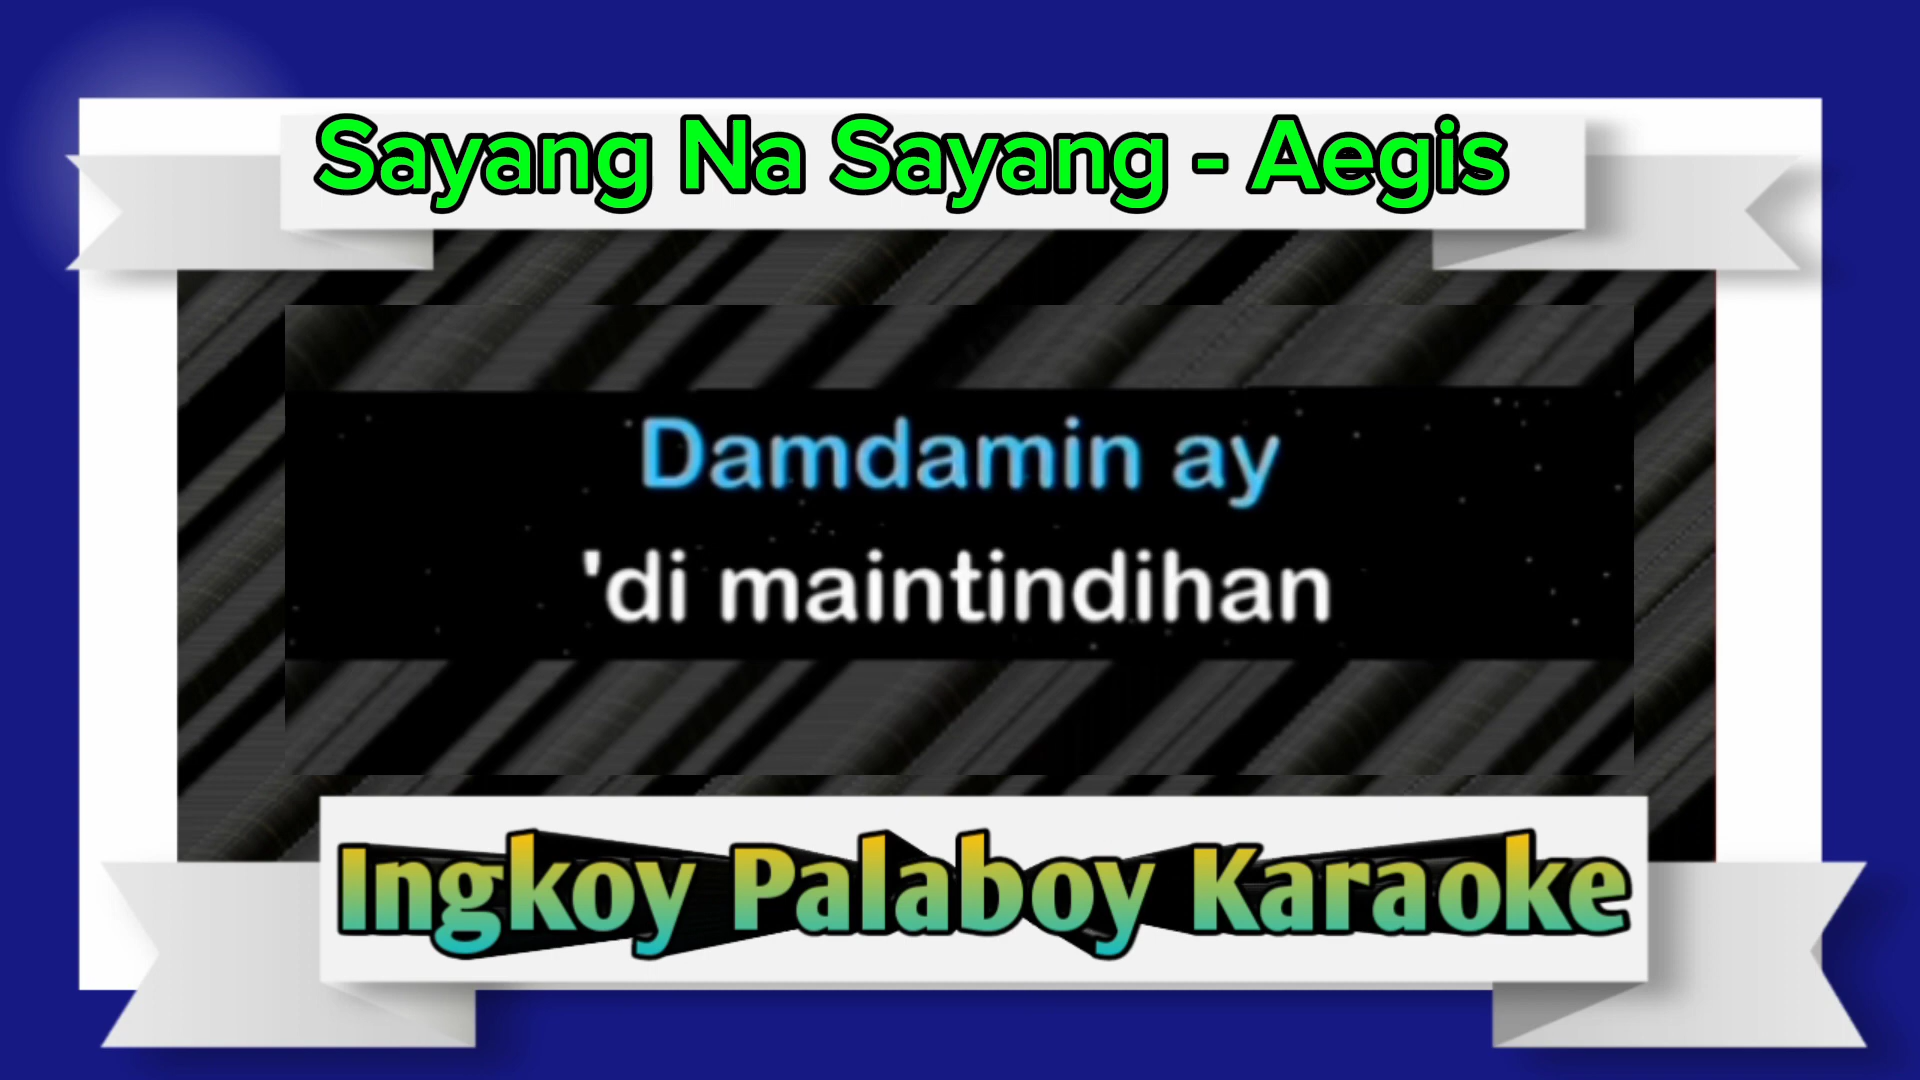 Sayang Na Sayang - Aegis
Damdamin ay
'di maintindihan
Ingkoy Palaboy Karaoke